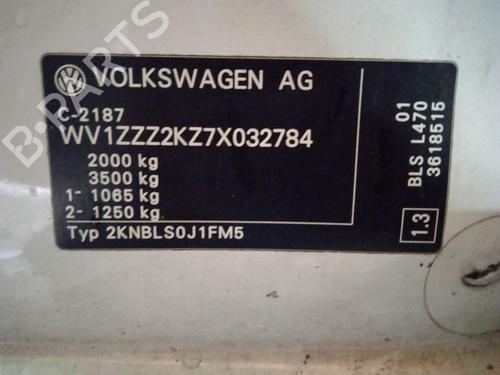 VOLKSWAGEN AG
C-2187
WV1ZZZ2KZ7X032784
2000 kg
3500 kg
1- 1065 kg
2- 1250 kg
Typ 2KNBLS0J1FM5
01
BLS L470
3618515
1.3
B-PARTS